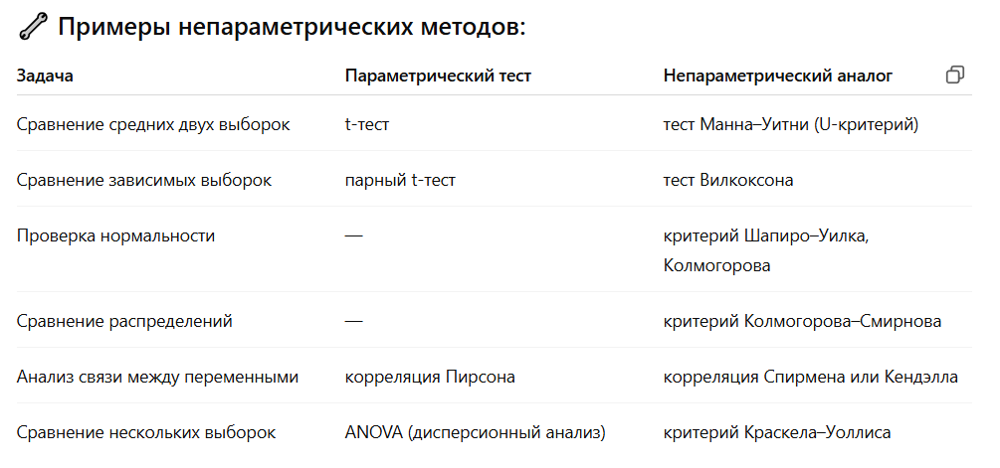 Примеры непараметрических методов:
Задача Параметрический тест Непараметрический аналог
Сравнение средних двух выборок t-тест тест Манна–Уитни (U-критерий)
Сравнение зависимых выборок парный t-тест тест Вилкоксона
Проверка нормальности — критерий Шапиро–Уилка,
Колмогорова
Сравнение распределений — критерий Колмогорова–Смирнова
Анализ связи между переменными корреляция Пирсона корреляция Спирмена или Кендэлла
Сравнение нескольких выборок ANOVA (дисперсионный анализ) критерий Краскела–Уоллиса